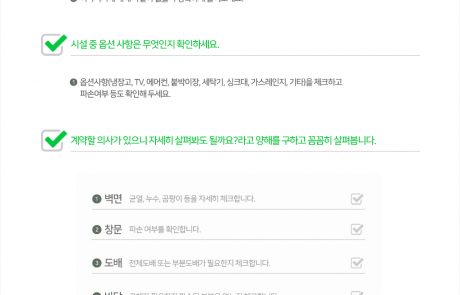 시설 중 옵션 사항은 무엇인지 확인하세요.
❶ 옵션사항(냉장고, TV, 에어컨, 붙박이장, 세탁기, 싱크대, 가스레인지, 기타)을 체크하고
파손여부 등도 확인해 두세요.
계약할 의사가 있으니 자세히 살펴봐도 될까요?라고 양해를 구하고 꼼꼼히 살펴봅니다.
❶ 벽면 균열, 누수, 곰팡이 등을 자세히 체크합니다.
❷ 창문 파손 여부를 확인합니다.
❸ 도배 전체도배 또는 부분도배가 필요한지 체크합니다.